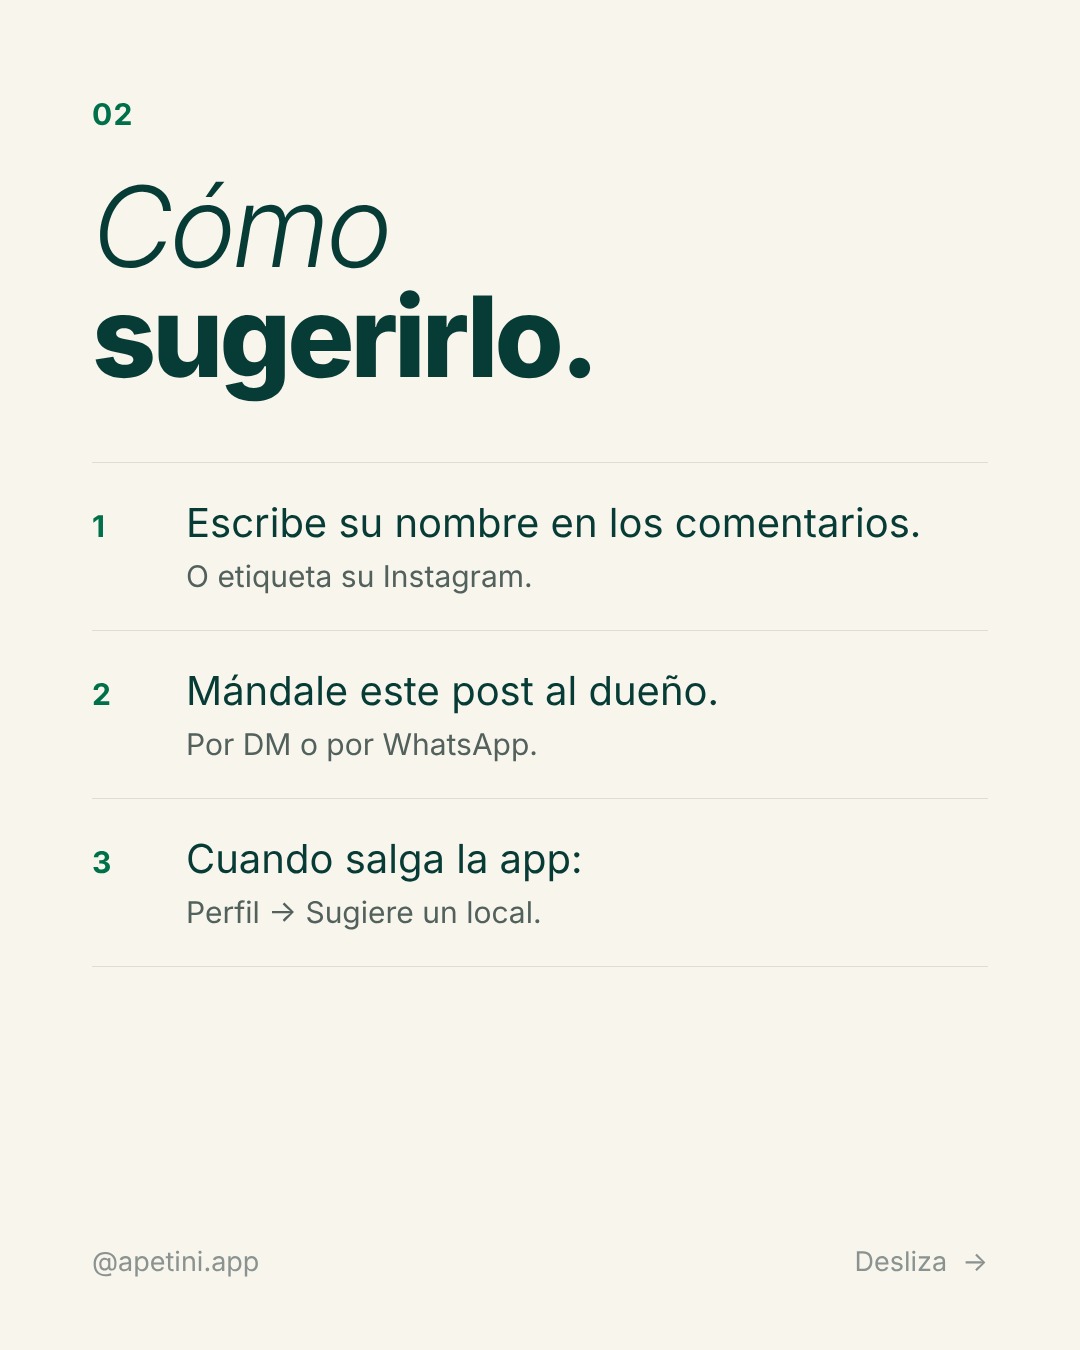 02
Cómo
sugerirlo.
1 Escribe su nombre en los comentarios.
O etiqueta su Instagram.
2 Mándale este post al dueño.
Por DM o por WhatsApp.
3 Cuando salga la app:
Perfil → Sugiere un local.
@apetini.app Desliza →